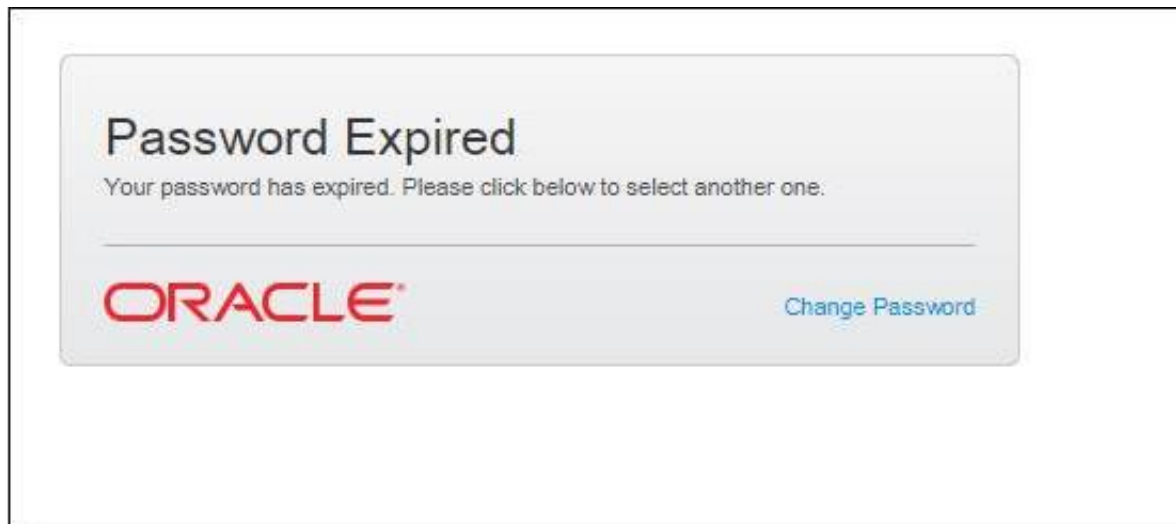 Password Expired
Your password has expired. Please click below to select another one.
ORACLE®
Change Password